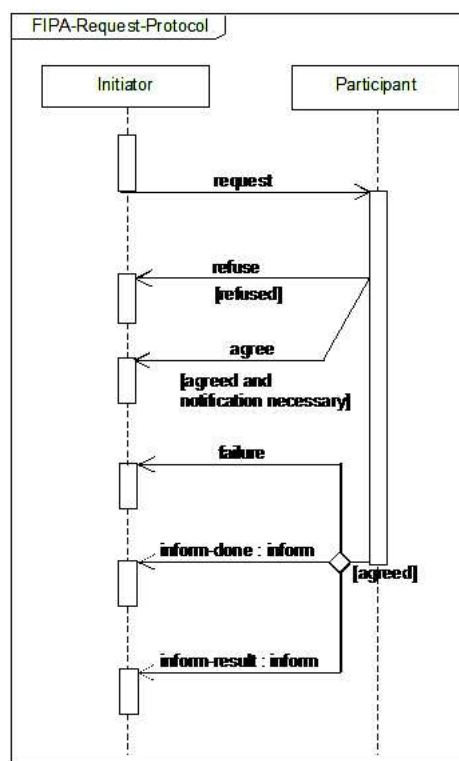 FIPA-Request-Protocol
Initiator
Participant
request
refuse
[refused]
agree
[agreed and
notification necessary]
failure
inform-done : inform
[agreed]
inform-result : inform